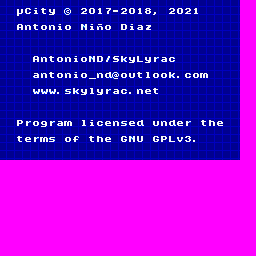 µCity © 2017-2018, 2021
Antonio Niño Díaz
AntonioND/SkyLyrac
antonio_nd@outlook.com
www.skylyrac.net
Program licensed under the
terms of the GNU GPLv3.